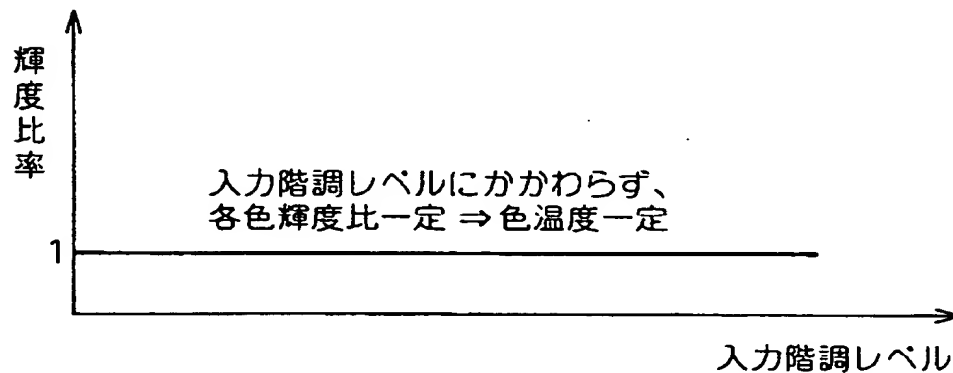 輝度比率
入力階調レベルにかかわらず、
各色輝度比一定 ⇒ 色温度一定
1
入力階調レベル